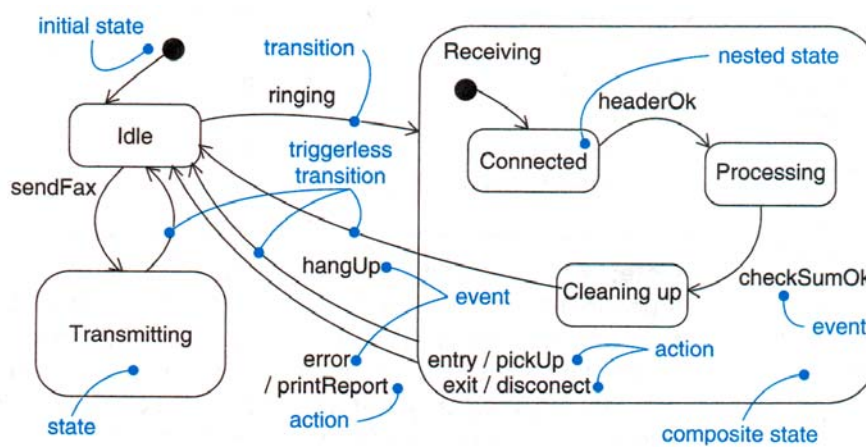 initial state
transition
Receiving
nested state
ringing
headerOk
Idle
Connected
Processing
triggerless
transition
sendFax
hangUp
Cleaning up
checkSumOk
event
event
Transmitting
error
/ printReport
entry / pickUp
exit / disconect
action
state
action
composite state